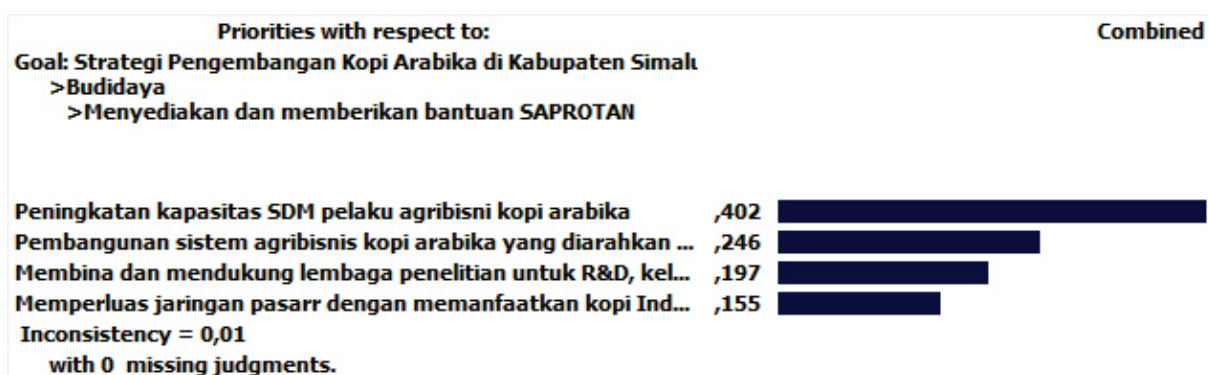 Priorities with respect to: Combined
Goal: Strategi Pengembangan Kopi Arabika di Kabupaten Simalu
>Budidaya
>Menyediakan dan memberikan bantuan SAPROTAN
Peningkatan kapasitas SDM pelaku agribisni kopi arabika ,402
Pembangunan sistem agribisnis kopi arabika yang diarahkan ... ,246
Membina dan mendukung lembaga penelitian untuk R&D, kel... ,197
Memperluas jaringan pasarr dengan memanfaatkan kopi Ind... ,155
Inconsistency = 0,01
with 0 missing judgments.